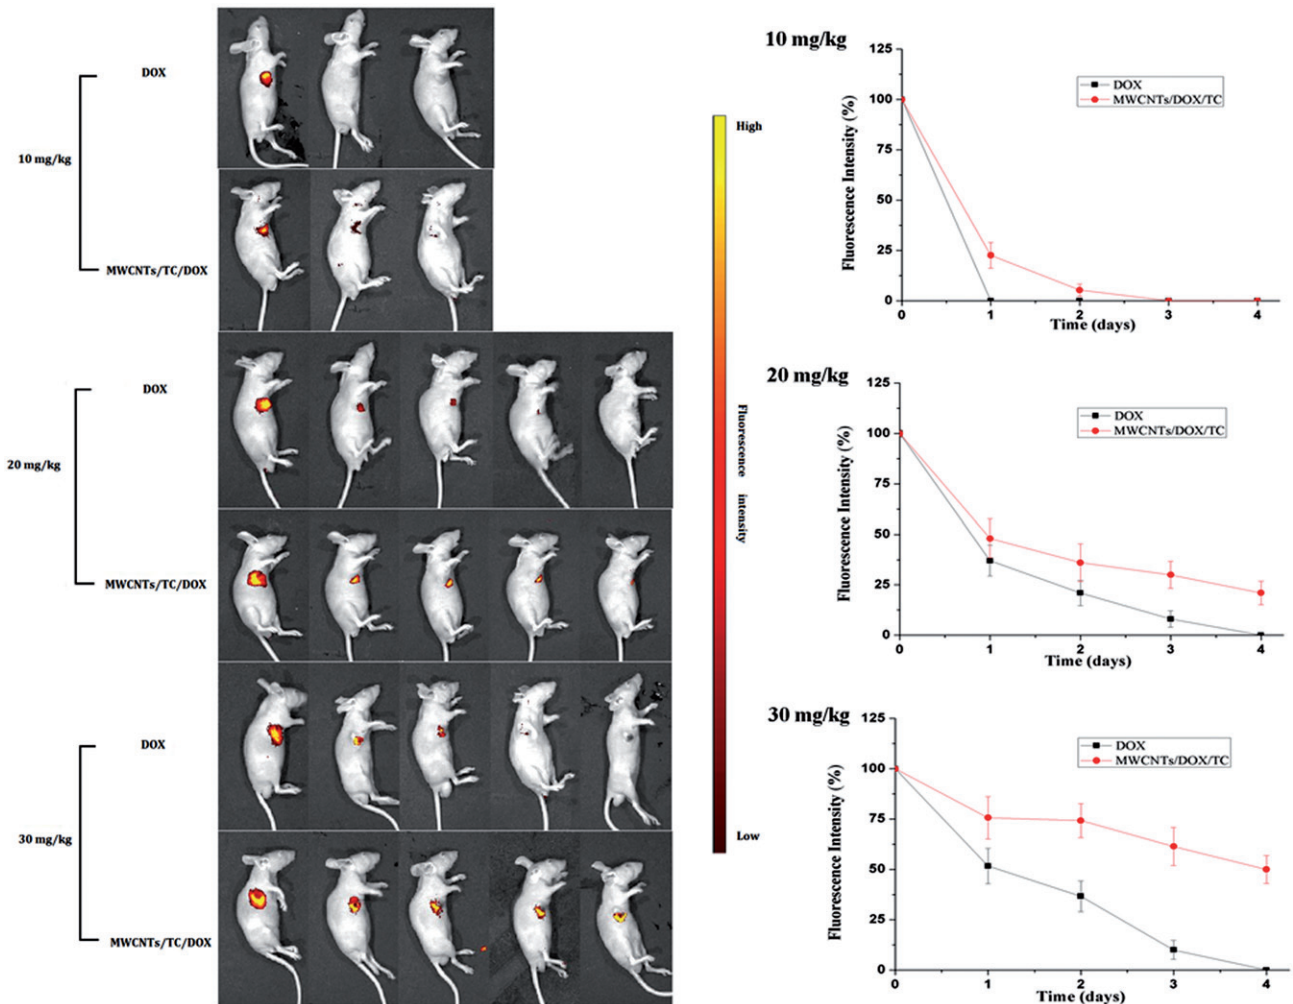 10 mg/kg
DOX
MWCNTs/TC/DOX
20 mg/kg
DOX
MWCNTs/TC/DOX
30 mg/kg
DOX
MWCNTs/TC/DOX
High
Fluorescence intensity
Low
10 mg/kg
Fluorescence Intensity (%)
125
100
75
50
25
0
DOX
MWCNTs/DOX/TC
0 1 2 3 4
Time (days)
20 mg/kg
Fluorescence Intensity (%)
125
100
75
50
25
0
DOX
MWCNTs/DOX/TC
0 1 2 3 4
Time (days)
30 mg/kg
Fluorescence Intensity (%)
125
100
75
50
25
0
DOX
MWCNTs/DOX/TC
0 1 2 3 4
Time (days)